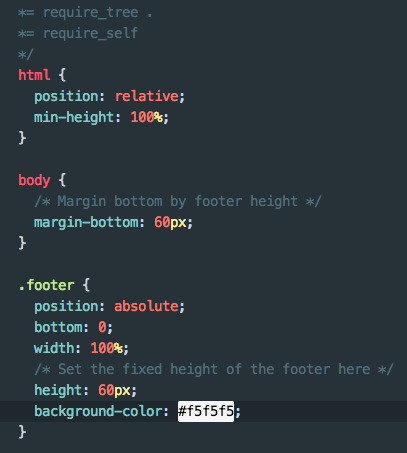 *= require_tree .
*= require_self
*/
html {
  position: relative;
  min-height: 100%;
}

body {
  /* Margin bottom by footer height */
  margin-bottom: 60px;
}

.footer {
  position: absolute;
  bottom: 0;
  width: 100%;
  /* Set the fixed height of the footer here */
  height: 60px;
  background-color: #f5f5f5;
}